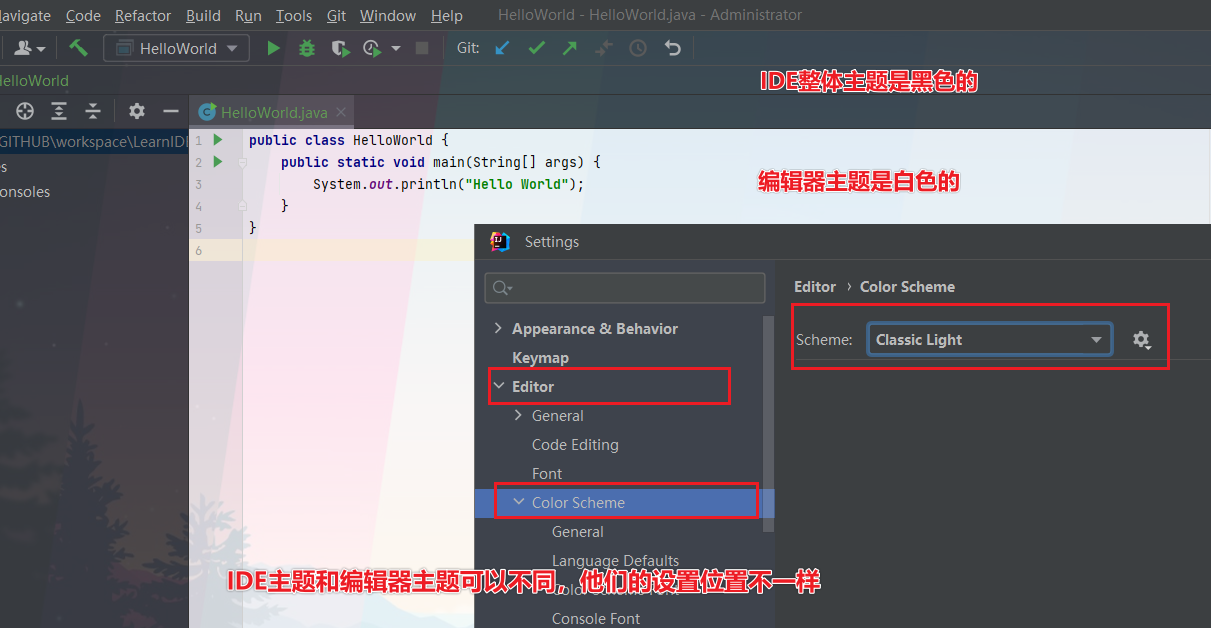 avigate Code Refactor Build Run Tools Git Window Help HelloWorld - HelloWorld.java - Administrator
HelloWorld Git:
elloWorld
IDE整体主题是黑色的
HelloWorld.java
GITHUB\workspace\LearnIDE
s
onsoles
1 public class HelloWorld {
2 public static void main(String[] args) {
3 System.out.println("Hello World");
4 }
5 }
6
编辑器主题是白色的
Settings
Editor › Color Scheme
Scheme: Classic Light
Appearance & Behavior
Keymap
Editor
General
Code Editing
Font
Color Scheme
General
Language Defaults
IDE主题和编辑器主题可以不同，他们的设置位置不一样
Console Font